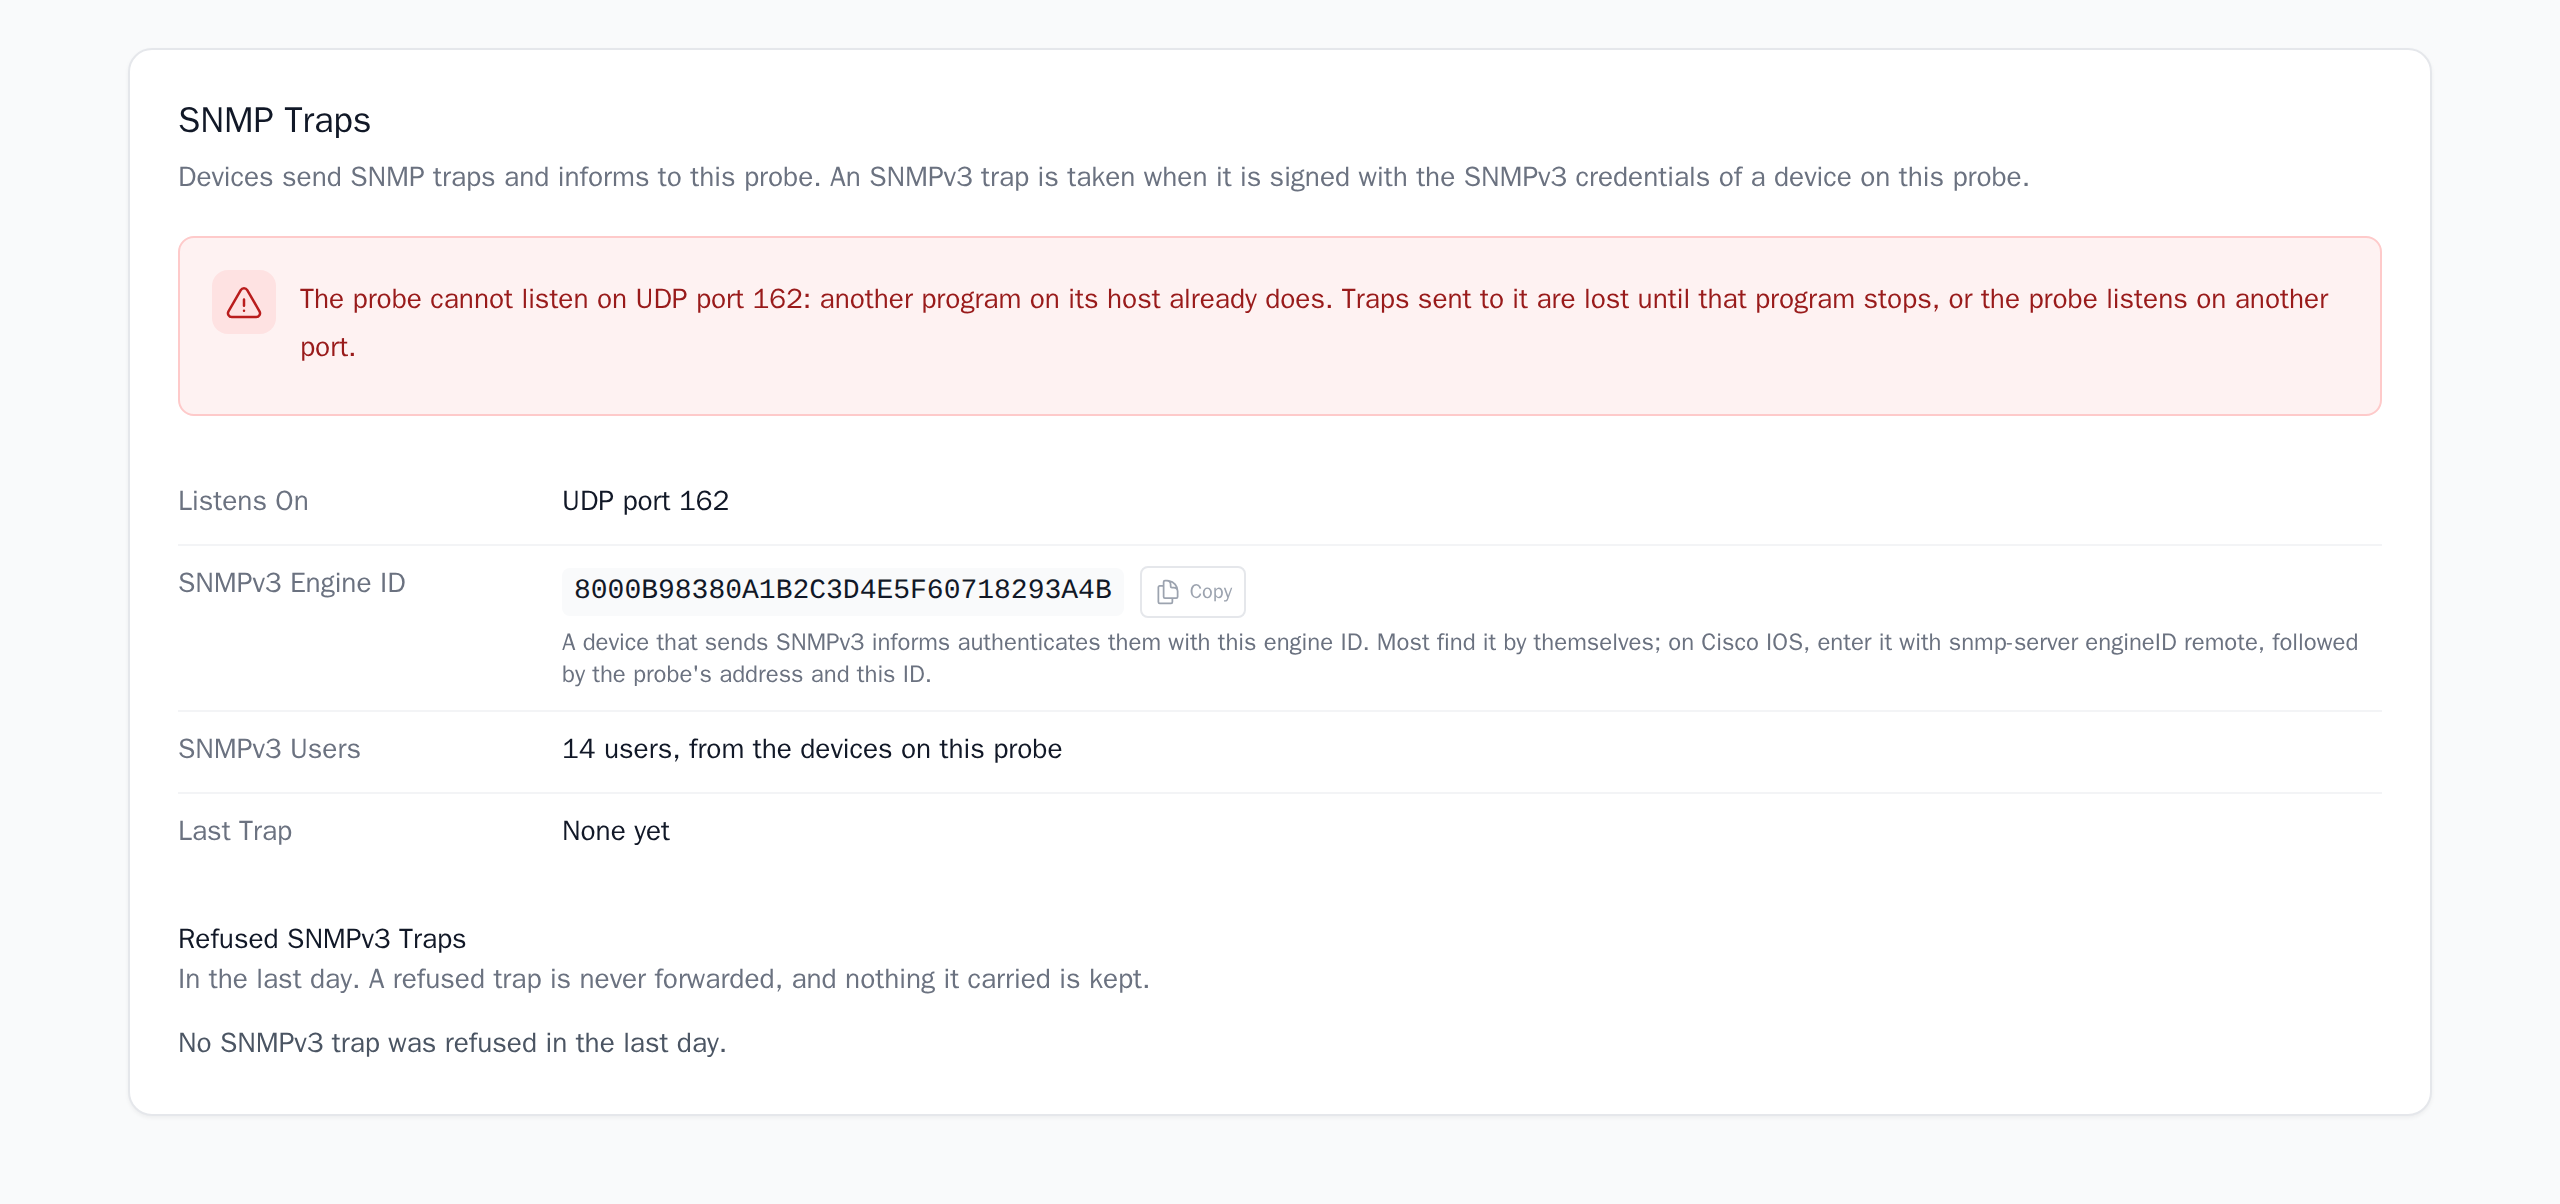 SNMP Traps
Devices send SNMP traps and informs to this probe. An SNMPv3 trap is taken when it is signed with the SNMPv3 credentials of a device on this probe.
The probe cannot listen on UDP port 162: another program on its host already does. Traps sent to it are lost until that program stops, or the probe listens on another
port.
Listens On
UDP port 162
SNMPv3 Engine ID
8000B98380A1B2C3D4E5F60718293A4B
Copy
A device that sends SNMPv3 informs authenticates them with this engine ID. Most find it by themselves; on Cisco IOS, enter it with snmp-server engineID remote, followed
by the probe's address and this ID.
SNMPv3 Users
14 users, from the devices on this probe
Last Trap
None yet
Refused SNMPv3 Traps
In the last day. A refused trap is never forwarded, and nothing it carried is kept.
No SNMPv3 trap was refused in the last day.